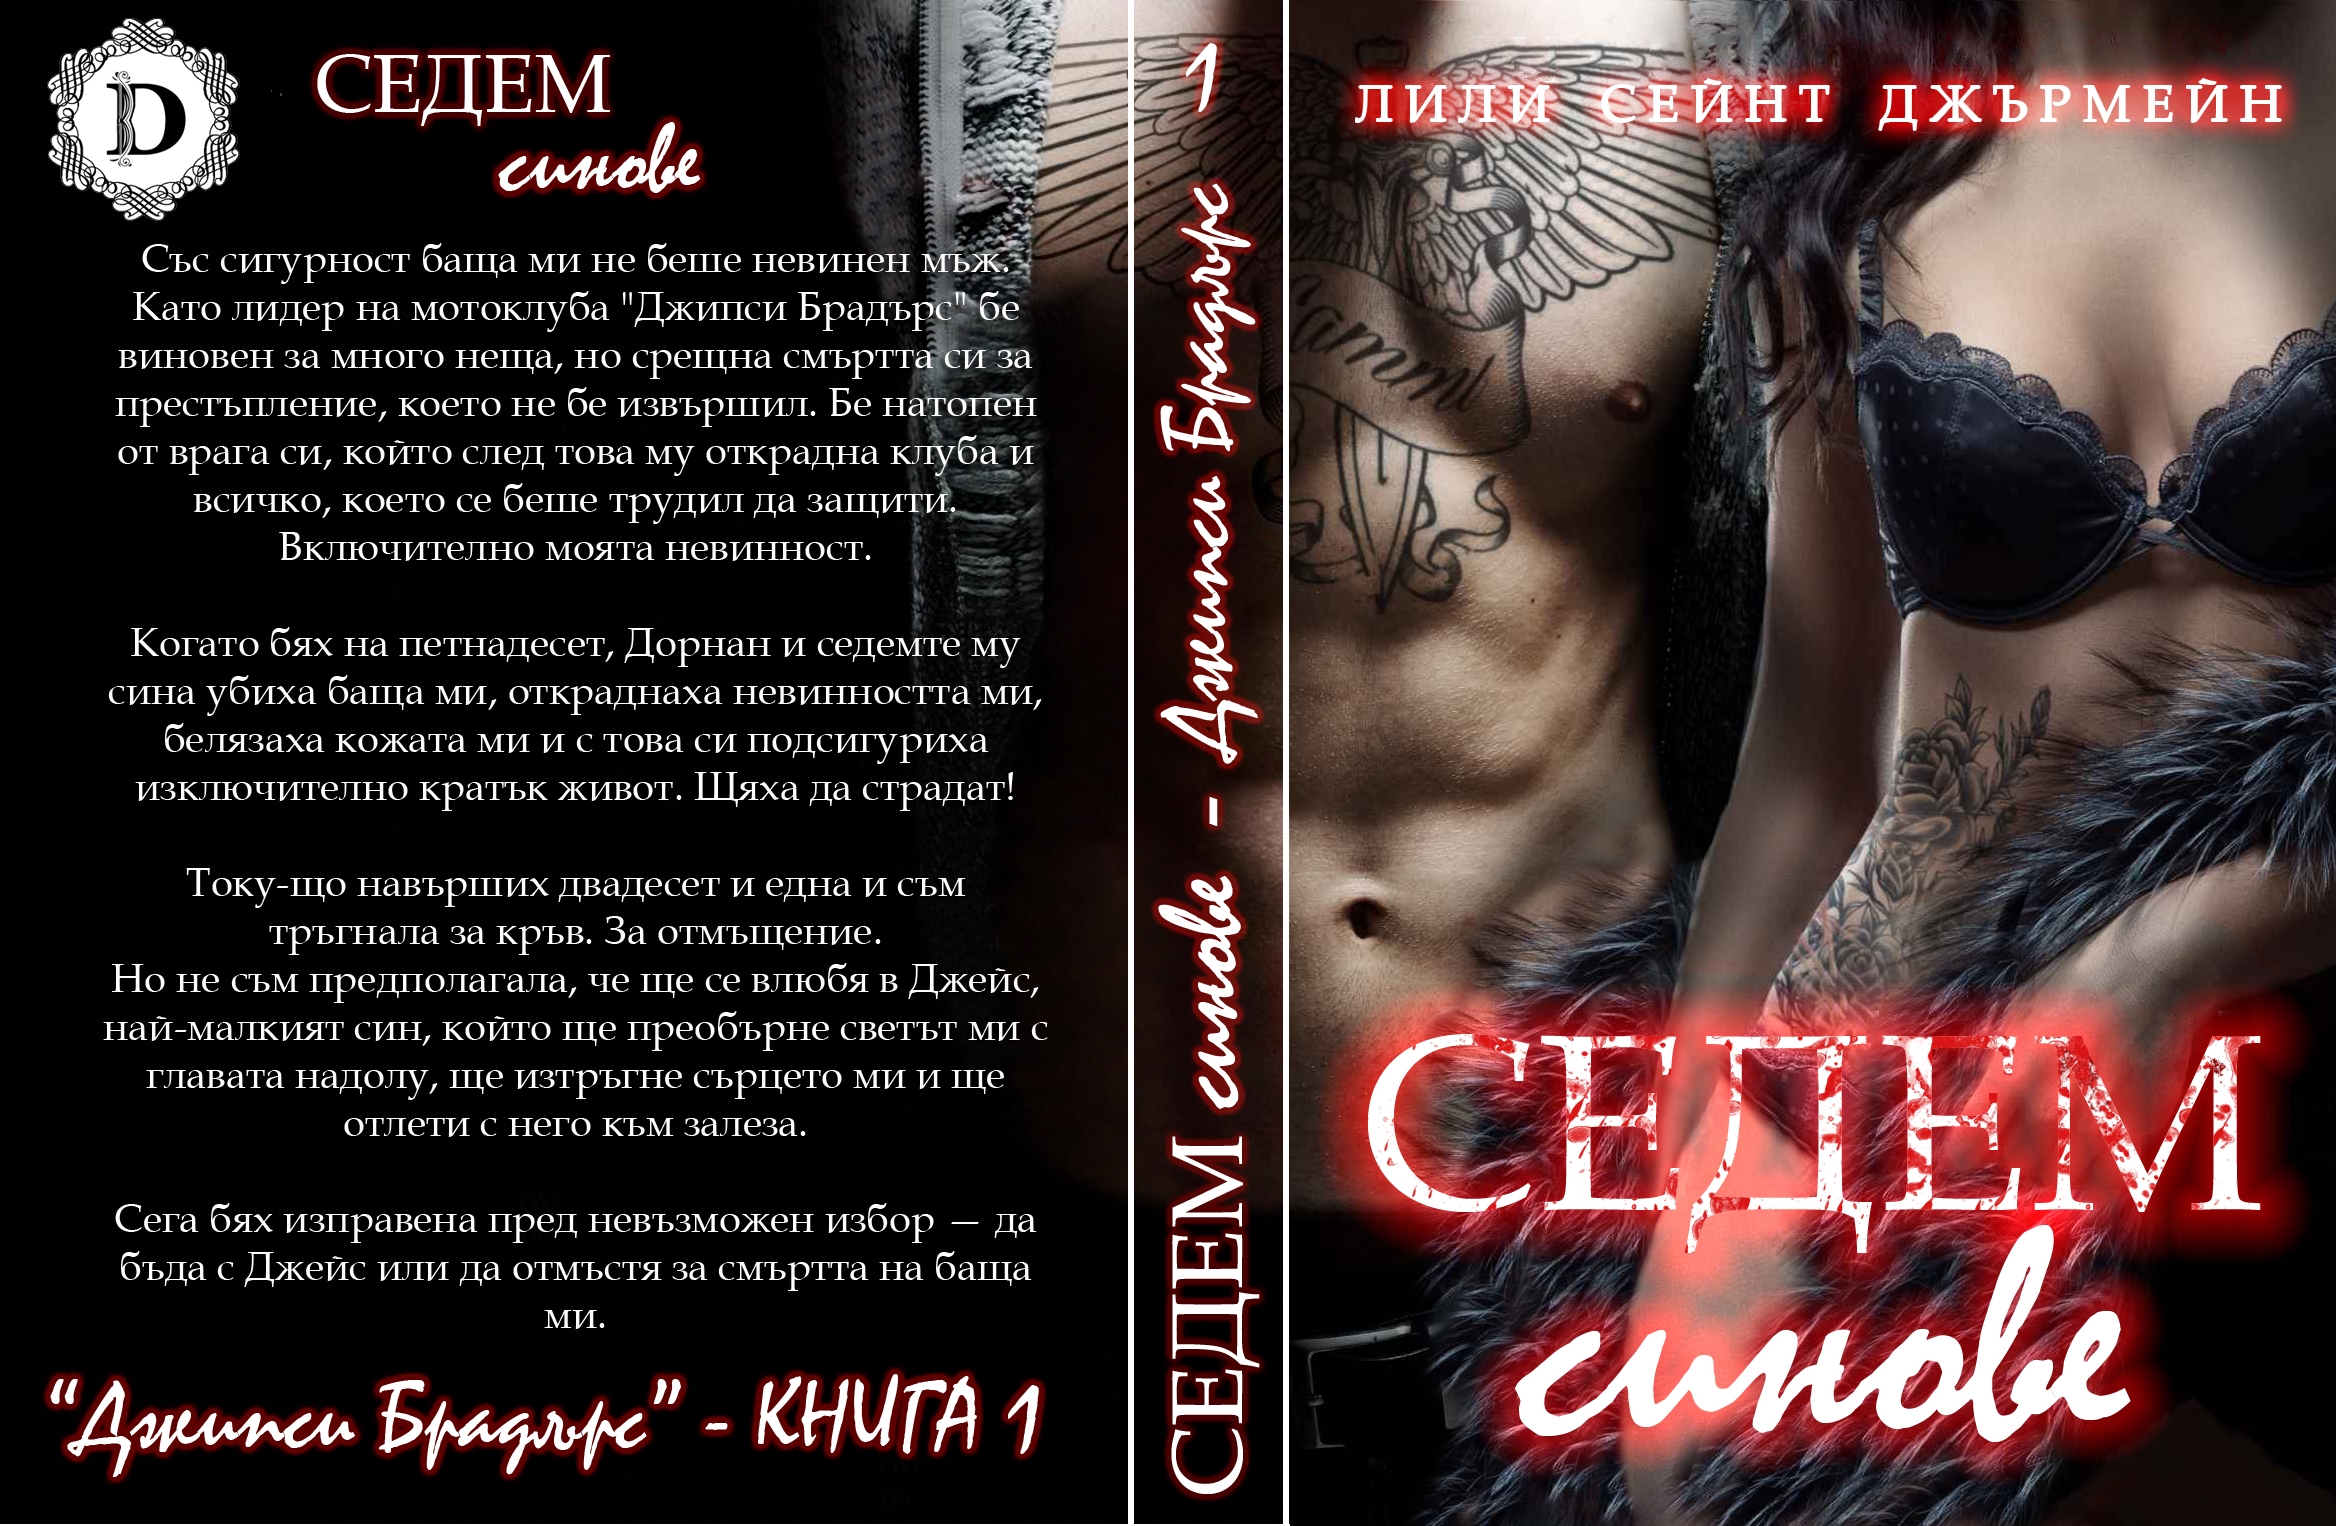 D
СЕДЕМ
синове
Със сигурност баща ми не беше невинен мъж.
Като лидер на мотоклуба "Джипси Брадърс" бе
виновен за много неща, но срещна смъртта си за
престъпление, което не бе извършил. Бе натопен
от врага си, който след това му открадна клуба и
всичко, което се беше трудил да защити.
Включително моята невинност.
Когато бях на петнадесет, Дорнан и седемте му
сина убиха баща ми, откраднаха невинността ми,
белязаха кожата ми и с това си подсигуриха
изключително кратък живот. Щяха да страдат!
Току-що навърших двадесет и една и съм
тръгнала за кръв. За отмъщение.
Но не съм предполагала, че ще се влюбя в Джейс,
най-малкият син, който ще преобърне светът ми с
главата надолу, ще изтръгне сърцето ми и ще
отлети с него към залеза.
Сега бях изправена пред невъзможен избор — да
бъда с Джейс или да отмъстя за смъртта на баща
ми.
“Джипси Брадърс” - КНИГА 1
СЕДЕМ синове - Джипси Брадърс 1
ЛИЛИ СЕЙНТ ДЖЪРМЕЙН
СЕДЕМ
синове